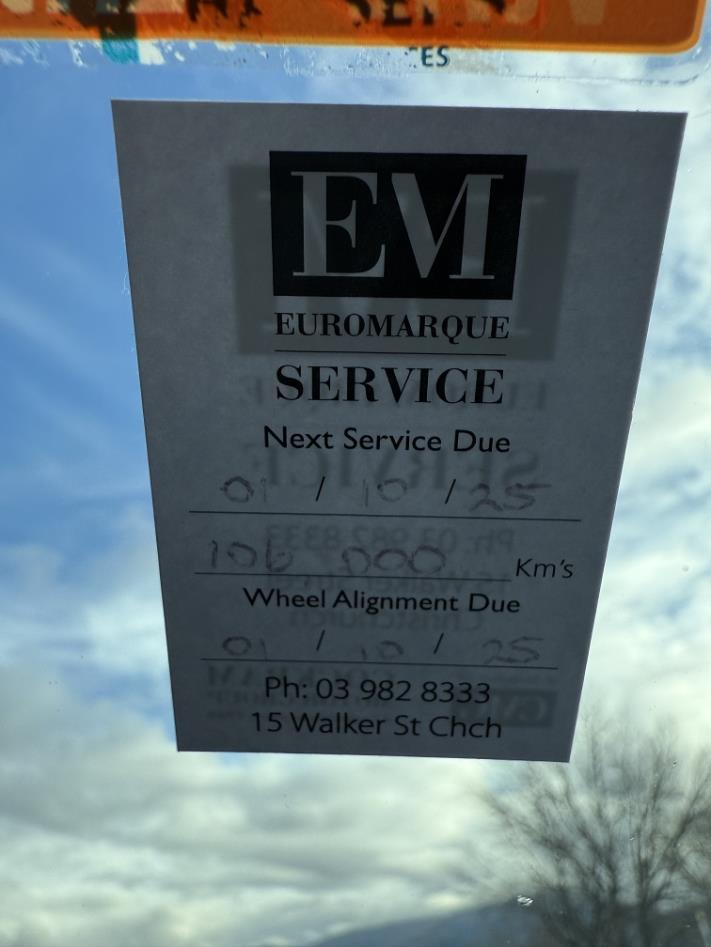 ES
EM
EUROMARQUE
SERVICE
Next Service Due
01 / 10 / 25
106 000 Km's
Wheel Alignment Due
01 / 10 / 25
Ph: 03 982 8333
15 Walker St Chch